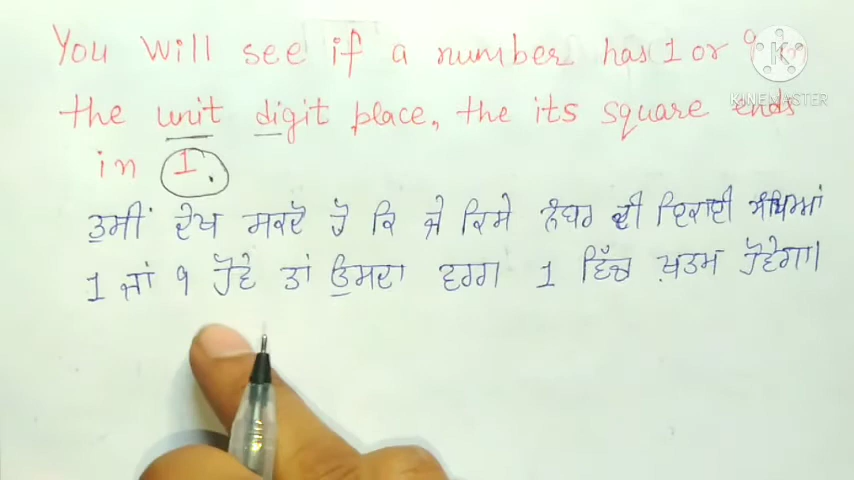 You will see if a number has 1 or 9 in
the unit digit place, the its square ends
in 1.
ਤੁਸੀਂ ਦੇਖ ਸਕਦੇ ਹੋ ਕਿ ਜੇ ਕਿਸੇ ਨੰਬਰ ਦੀ ਇਕਾਈ
1 ਜਾਂ 9 ਹੋਵੇ ਤਾਂ ਉਸਦਾ ਵਰਗ 1 ਵਿੱਚ ਖ਼ਤਮ ਹੋਵੇਗਾ।
KINEMASTER